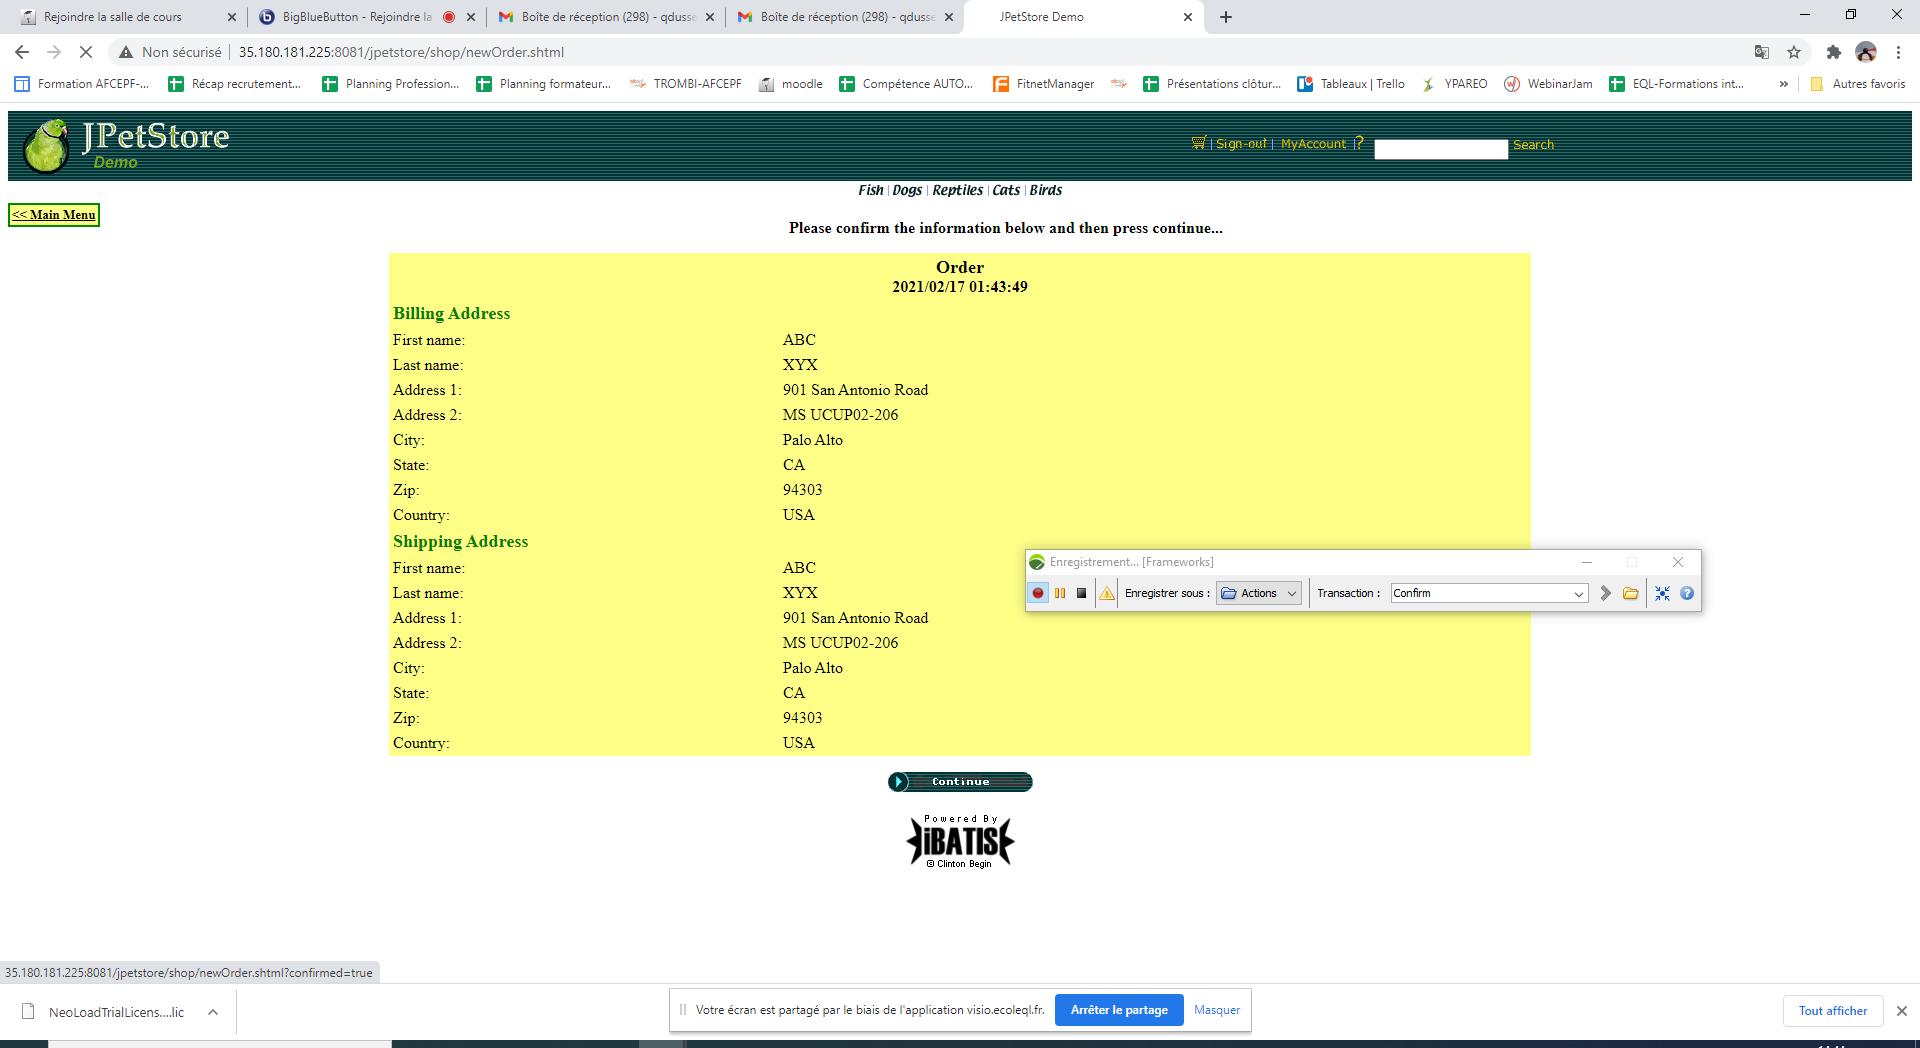 Rejoindre la salle de cours
BigBlueButton - Rejoindre la
Boîte de réception (298) - qdusse
Boîte de réception (298) - qdusse
JPetStore Demo
Non sécurisé
35.180.181.225:8081/jpetstore/shop/newOrder.shtml
Formation AFCEPF-...
Récap recrutement...
Planning Profession...
Planning formateur...
TROMBI-AFCEPF
moodle
Compétence AUTO...
FitnetManager
Présentations clôtur...
Tableaux | Trello
YPAREO
WebinarJam
EQL-Formations int...
»
Autres favoris
JPetStore
Demo
| Sign-out | MyAccount | ?
Search
Fish | Dogs | Reptiles | Cats | Birds
<< Main Menu
Please confirm the information below and then press continue...
Order
2021/02/17 01:43:49
Billing Address
First name: ABC
Last name: XYX
Address 1: 901 San Antonio Road
Address 2: MS UCUP02-206
City: Palo Alto
State: CA
Zip: 94303
Country: USA
Shipping Address
First name: ABC
Last name: XYX
Address 1: 901 San Antonio Road
Address 2: MS UCUP02-206
City: Palo Alto
State: CA
Zip: 94303
Country: USA
Enregistrement... [Frameworks]
Enregistrer sous : Actions
Transaction : Confirm
Continue
Powered By
iBATIS
© Clinton Begin
35.180.181.225:8081/jpetstore/shop/newOrder.shtml?confirmed=true
NeoLoadTrialLicens....lic
Votre écran est partagé par le biais de l'application visio.ecoleql.fr.
Arrêter le partage
Masquer
Tout afficher